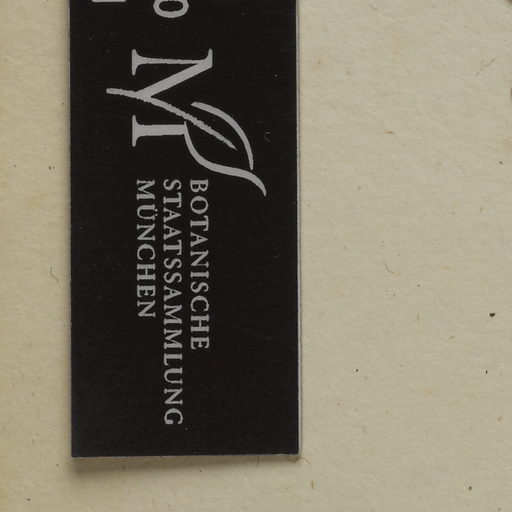 M
BOTANISCHE
STAATSSAMMLUNG
MÜNCHEN